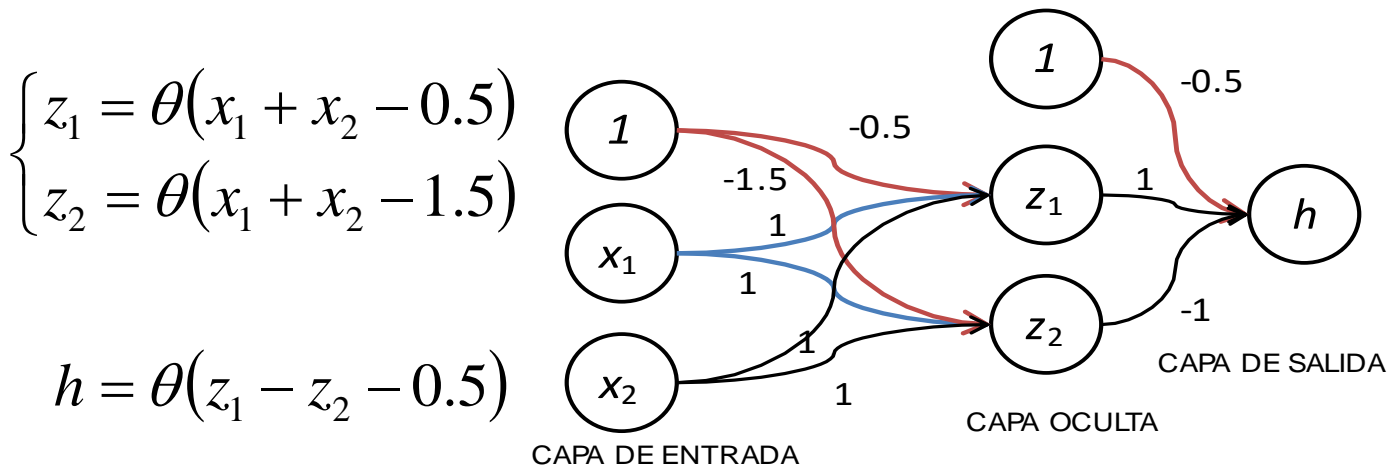 z₁ = θ(x₁ + x₂ − 0.5)
z₂ = θ(x₁ + x₂ − 1.5)
h = θ(z₁ − z₂ − 0.5)
1
x₁
x₂
CAPA DE ENTRADA
-0.5
-1.5
1
1
1
1
1
z₁
z₂
CAPA OCULTA
-0.5
1
-1
h
CAPA DE SALIDA